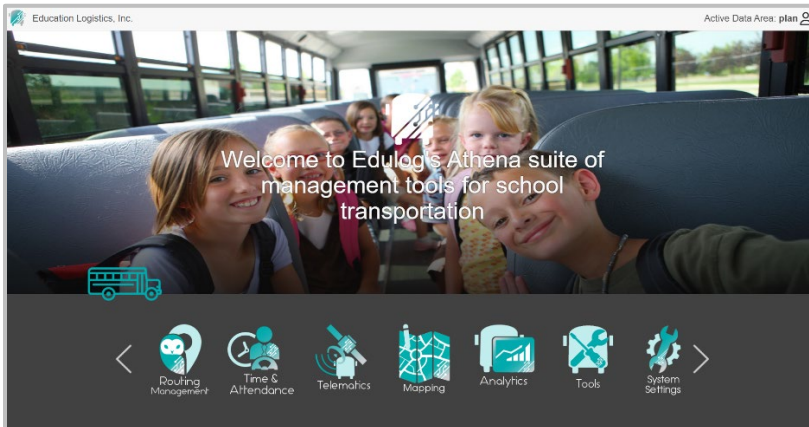 Education Logistics, Inc.
Active Data Area: plan
Welcome to Edulog's Athena suite of
management tools for school
transportation
Routing
Management
Time &
Attendance
Telematics
Mapping
Analytics
Tools
System
Settings